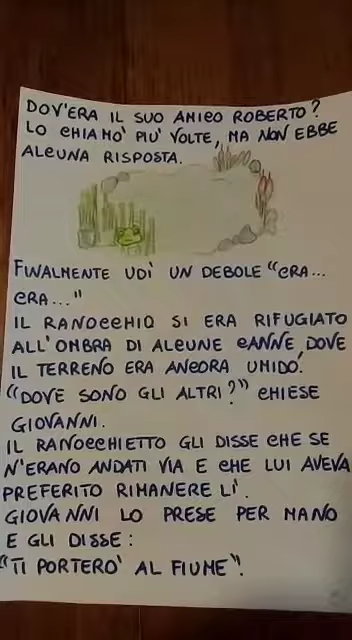 DOV'ERA IL SUO AMICO ROBERTO?
LO CHIAMO' PIU' VOLTE, MA NON EBBE
ALCUNA RISPOSTA.
FINALMENTE UDÌ UN DEBOLE "CRA...
CRA..."
IL RANOCCHIO SI ERA RIFUGIATO
ALL'OMBRA DI ALCUNE CANNE, DOVE
IL TERRENO ERA ANCORA UMIDO.
"DOVE SONO GLI ALTRI?" CHIESE
GIOVANNI.
IL RANOCCHIETTO GLI DISSE CHE SE
N'ERANO ANDATI VIA E CHE LUI AVEVA
PREFERITO RIMANERE LÌ.
GIOVANNI LO PRESE PER MANO
E GLI DISSE:
"TI PORTERO' AL FIUME".